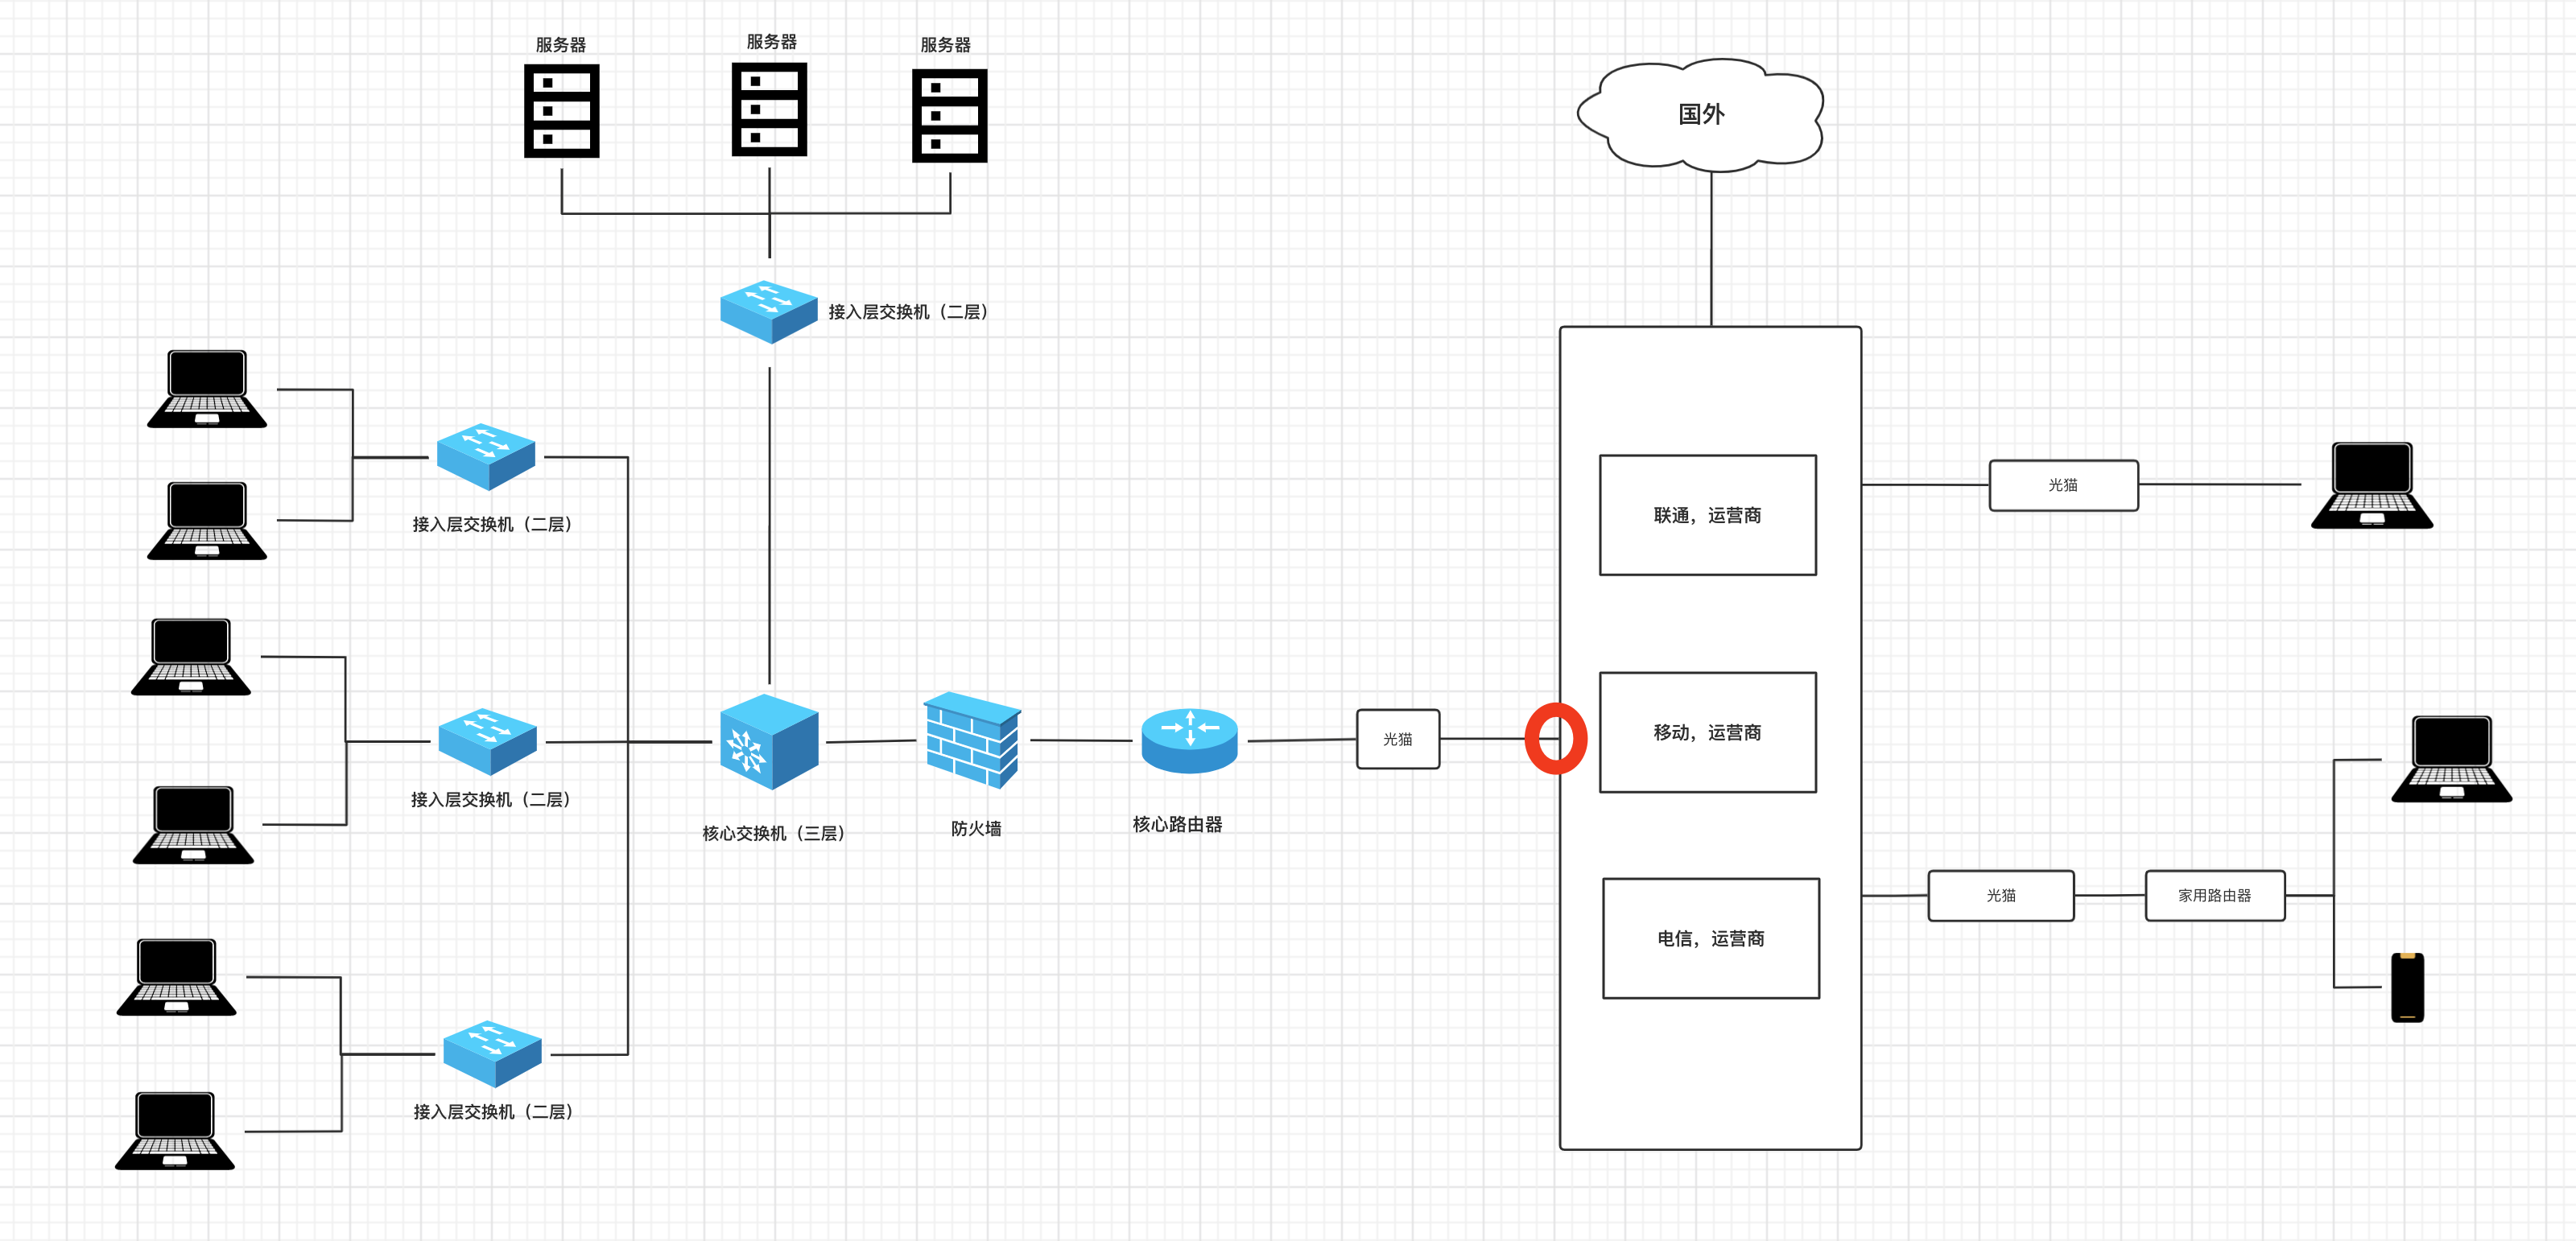 服务器
服务器
服务器
国外
接入层交换机（二层）
接入层交换机（二层）
联通，运营商
光猫
接入层交换机（二层）
核心交换机（三层）
防火墙
核心路由器
光猫
移动，运营商
光猫
家用路由器
电信，运营商
接入层交换机（二层）